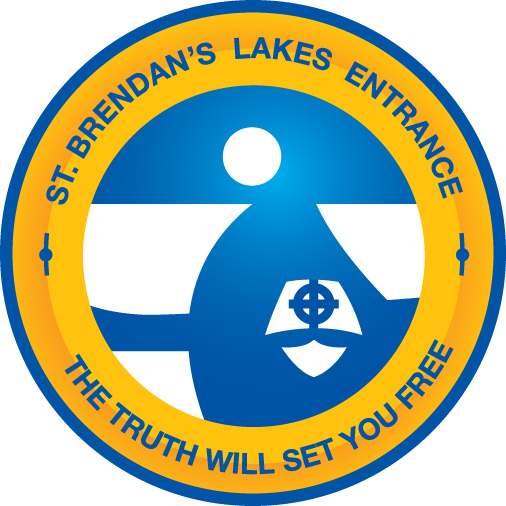 ST. BRENDAN'S LAKES ENTRANCE
THE TRUTH WILL SET YOU FREE